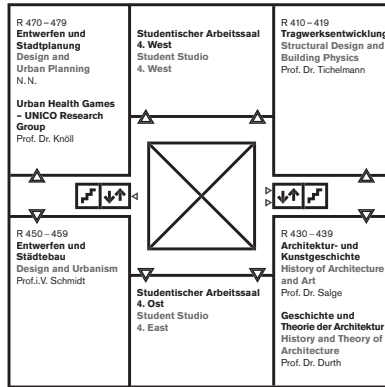 R 470–479
Entwerfen und
Stadtplanung
Design and
Urban Planning
N.N.
Urban Health Games
– UNICO Research
Group
Prof. Dr. Knöll
Studentischer Arbeitssaal
4. West
Student Studio
4. West
R 410–419
Tragwerksentwicklung
Structural Design and
Building Physics
Prof. Dr. Tichelmann
R 450–459
Entwerfen und
Städtebau
Design and Urbanism
Prof.i.V. Schmidt
Studentischer Arbeitssaal
4. Ost
Student Studio
4. East
R 430–439
Architektur- und
Kunstgeschichte
History of Architecture
and Art
Prof. Dr. Salge
Geschichte und
Theorie der Architektur
History and Theory of
Architecture
Prof. Dr. Durth